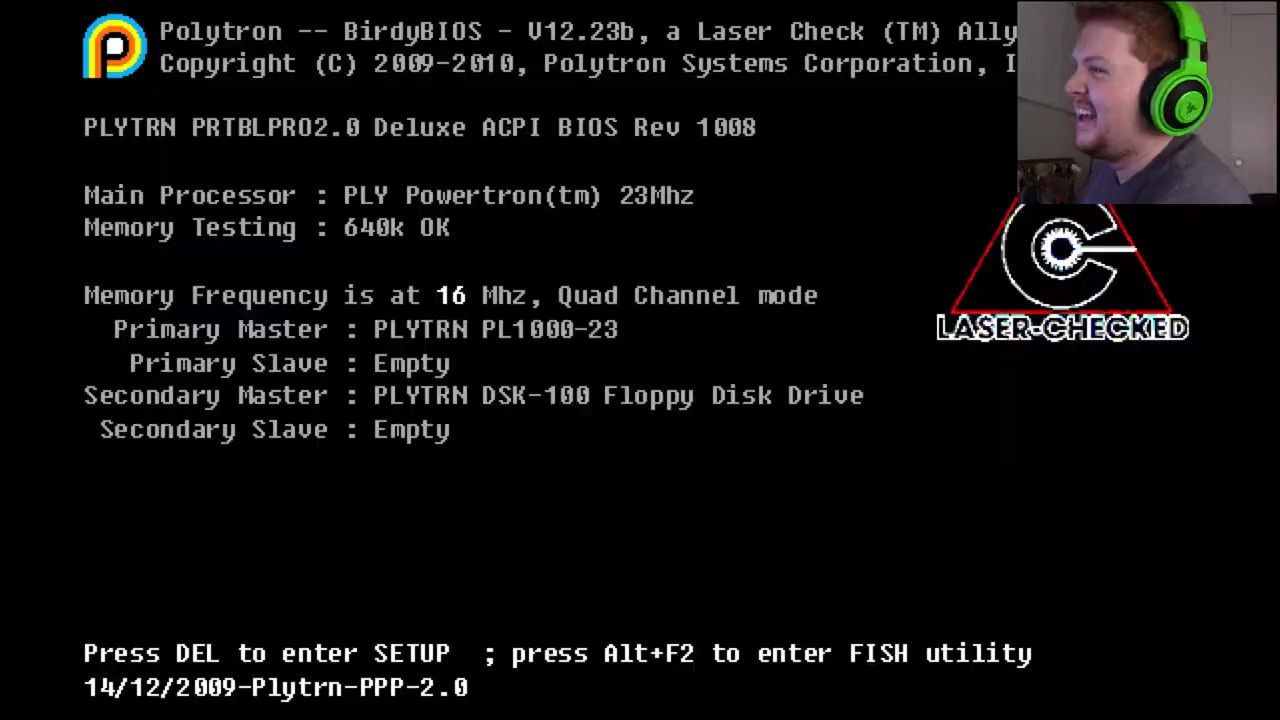 Polytron -- BirdyBIOS - V12.23b, a Laser Check (TM) Ally
Copyright (C) 2009-2010, Polytron Systems Corporation, I
PLYTRN PRTBLPRO2.0 Deluxe ACPI BIOS Rev 1008
Main Processor : PLY Powertron(tm) 23Mhz
Memory Testing : 640k OK
LASER-CHECKED
Memory Frequency is at 16 Mhz, Quad Channel mode
Primary Master : PLYTRN PL1000-23
Primary Slave : Empty
Secondary Master : PLYTRN DSK-100 Floppy Disk Drive
Secondary Slave : Empty
Press DEL to enter SETUP ; press Alt+F2 to enter FISH utility
14/12/2009-Plytrn-PPP-2.0